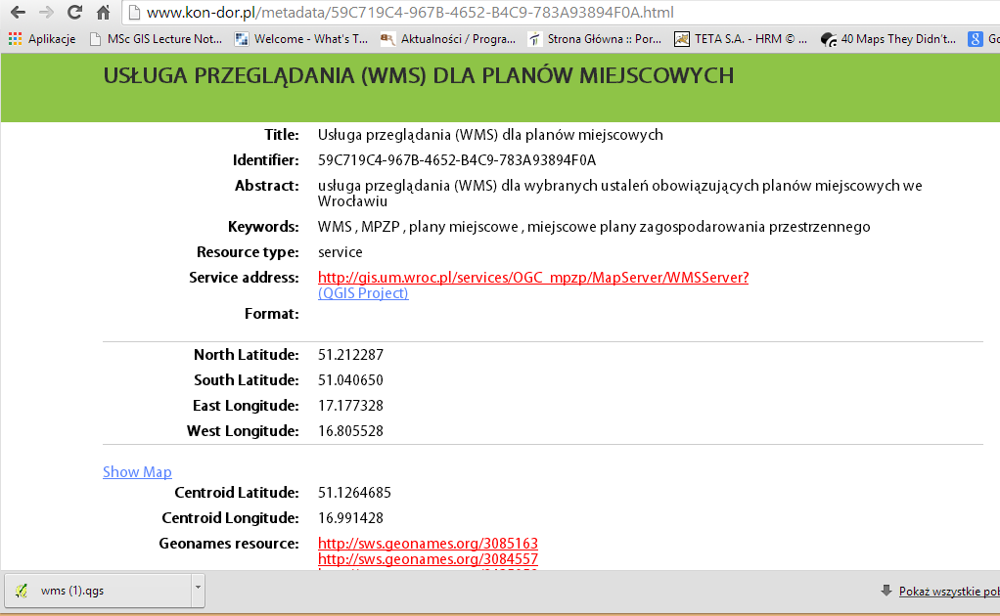 www.kon-dor.pl/metadata/59C719C4-967B-4652-B4C9-783A93894F0A.html
Aplikacje MSc GIS Lecture Not... Welcome - What's T... Aktualności / Progra... Strona Główna :: Por... TETA S.A. - HRM © ... 40 Maps They Didn't... 8 Go
USŁUGA PRZEGLĄDANIA (WMS) DLA PLANÓW MIEJSCOWYCH
Title: Usługa przeglądania (WMS) dla planów miejscowych
Identifier: 59C719C4-967B-4652-B4C9-783A93894F0A
Abstract: usługa przeglądania (WMS) dla wybranych ustaleń obowiązujących planów miejscowych we
Wrocławiu
Keywords: WMS , MPZP , plany miejscowe , miejscowe plany zagospodarowania przestrzennego
Resource type: service
Service address: http://gis.um.wroc.pl/services/OGC_mpzp/MapServer/WMSServer?
(QGIS Project)
Format:
North Latitude: 51.212287
South Latitude: 51.040650
East Longitude: 17.177328
West Longitude: 16.805528
Show Map
Centroid Latitude: 51.1264685
Centroid Longitude: 16.991428
Geonames resource: http://sws.geonames.org/3085163
http://sws.geonames.org/3084557
wms (1).qgs
Pokaż wszystkie pob